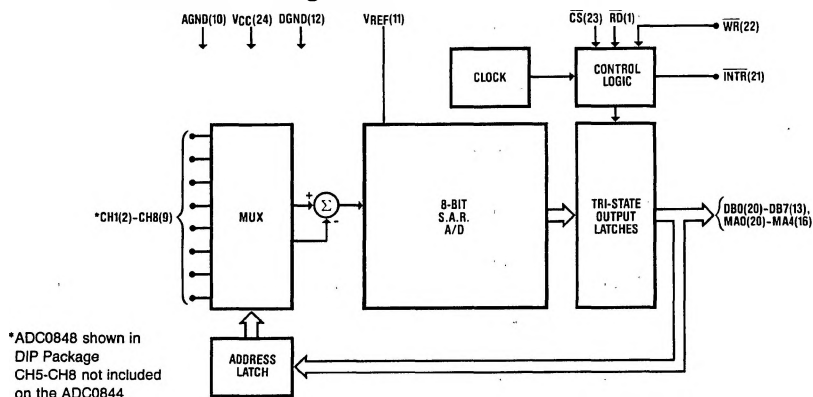 AGND(10) VCC(24) DGND(12) VREF(11) CS(23) RD(1) WR(22)
CLOCK
CONTROL
LOGIC
INTR(21)
*CH1(2)-CH8(9)
MUX
+
Σ
-
8-BIT
S.A.R.
A/D
TRI-STATE
OUTPUT
LATCHES
DB0(20)-DB7(13),
MA0(20)-MA4(16)
ADDRESS
LATCH
*ADC0848 shown in
DIP Package
CH5-CH8 not included
on the ADC0844